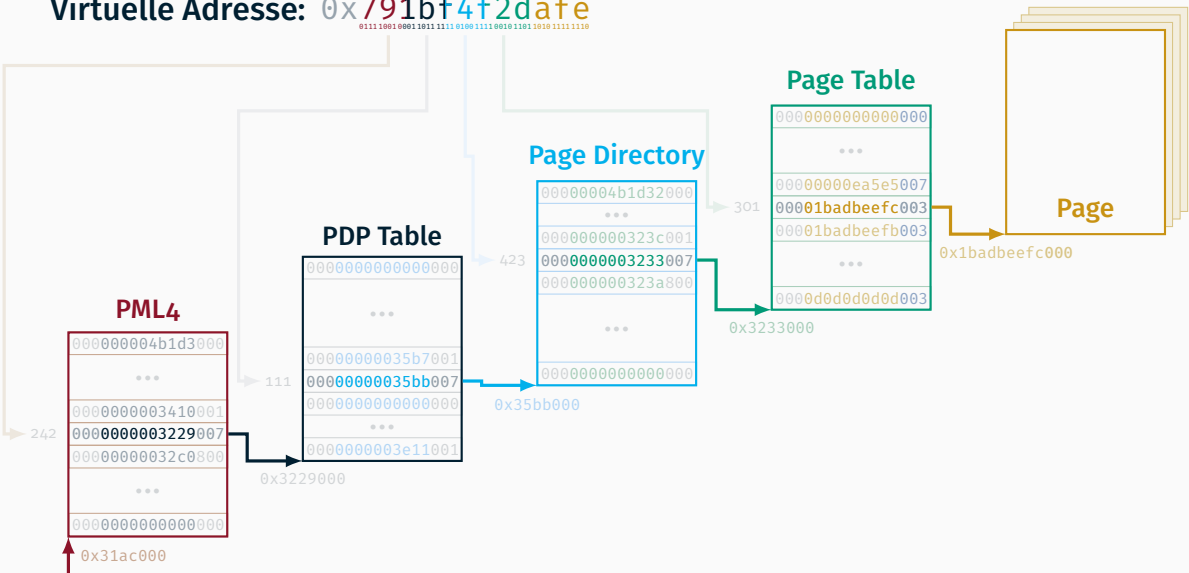 Virtuelle Adresse: 0x791bf4f2dafe
0111 1001 0001 1011 1111 0100 1111 0010 1101 1010 1111 1110
PML4
0000000004b1d3000
...
0000000003410001
242
0000000003229007
00000000032c0800
...
0000000000000000
0x31ac000
PDP Table
0000000000000000
...
00000000035b7001
111
00000000035bb007
0000000000000000
...
0000000003e11001
0x3229000
Page Directory
00000004b1d32000
...
000000000323c001
423
0000000003233007
000000000323a800
...
0000000000000000
0x35bb000
Page Table
0000000000000000
...
00000000ea5e5007
301
00001badbeefc003
00001badbeefb003
...
0000d0d0d0d0d003
0x3233000
Page
0x1badbeefc000